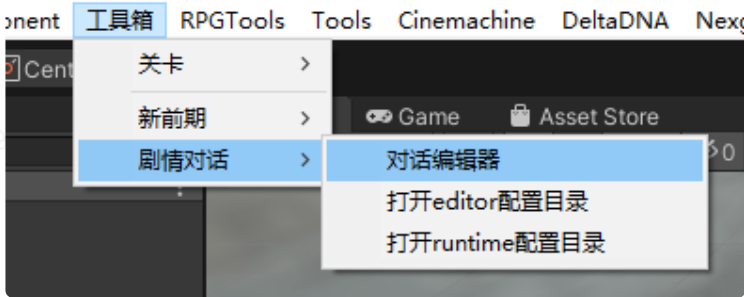 onent 工具箱 RPGTools Tools Cinemachine DeltaDNA Nexg
Cent 关卡
新前期 Game Asset Store
剧情对话 对话编辑器 0
打开editor配置目录
打开runtime配置目录